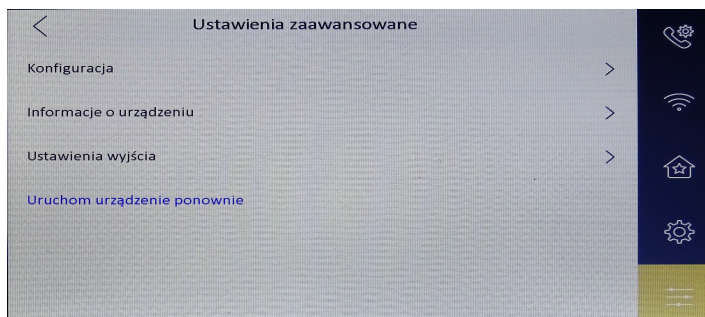 Ustawienia zaawansowane
Konfiguracja
Informacje o urządzeniu
Ustawienia wyjścia
Uruchom urządzenie ponownie